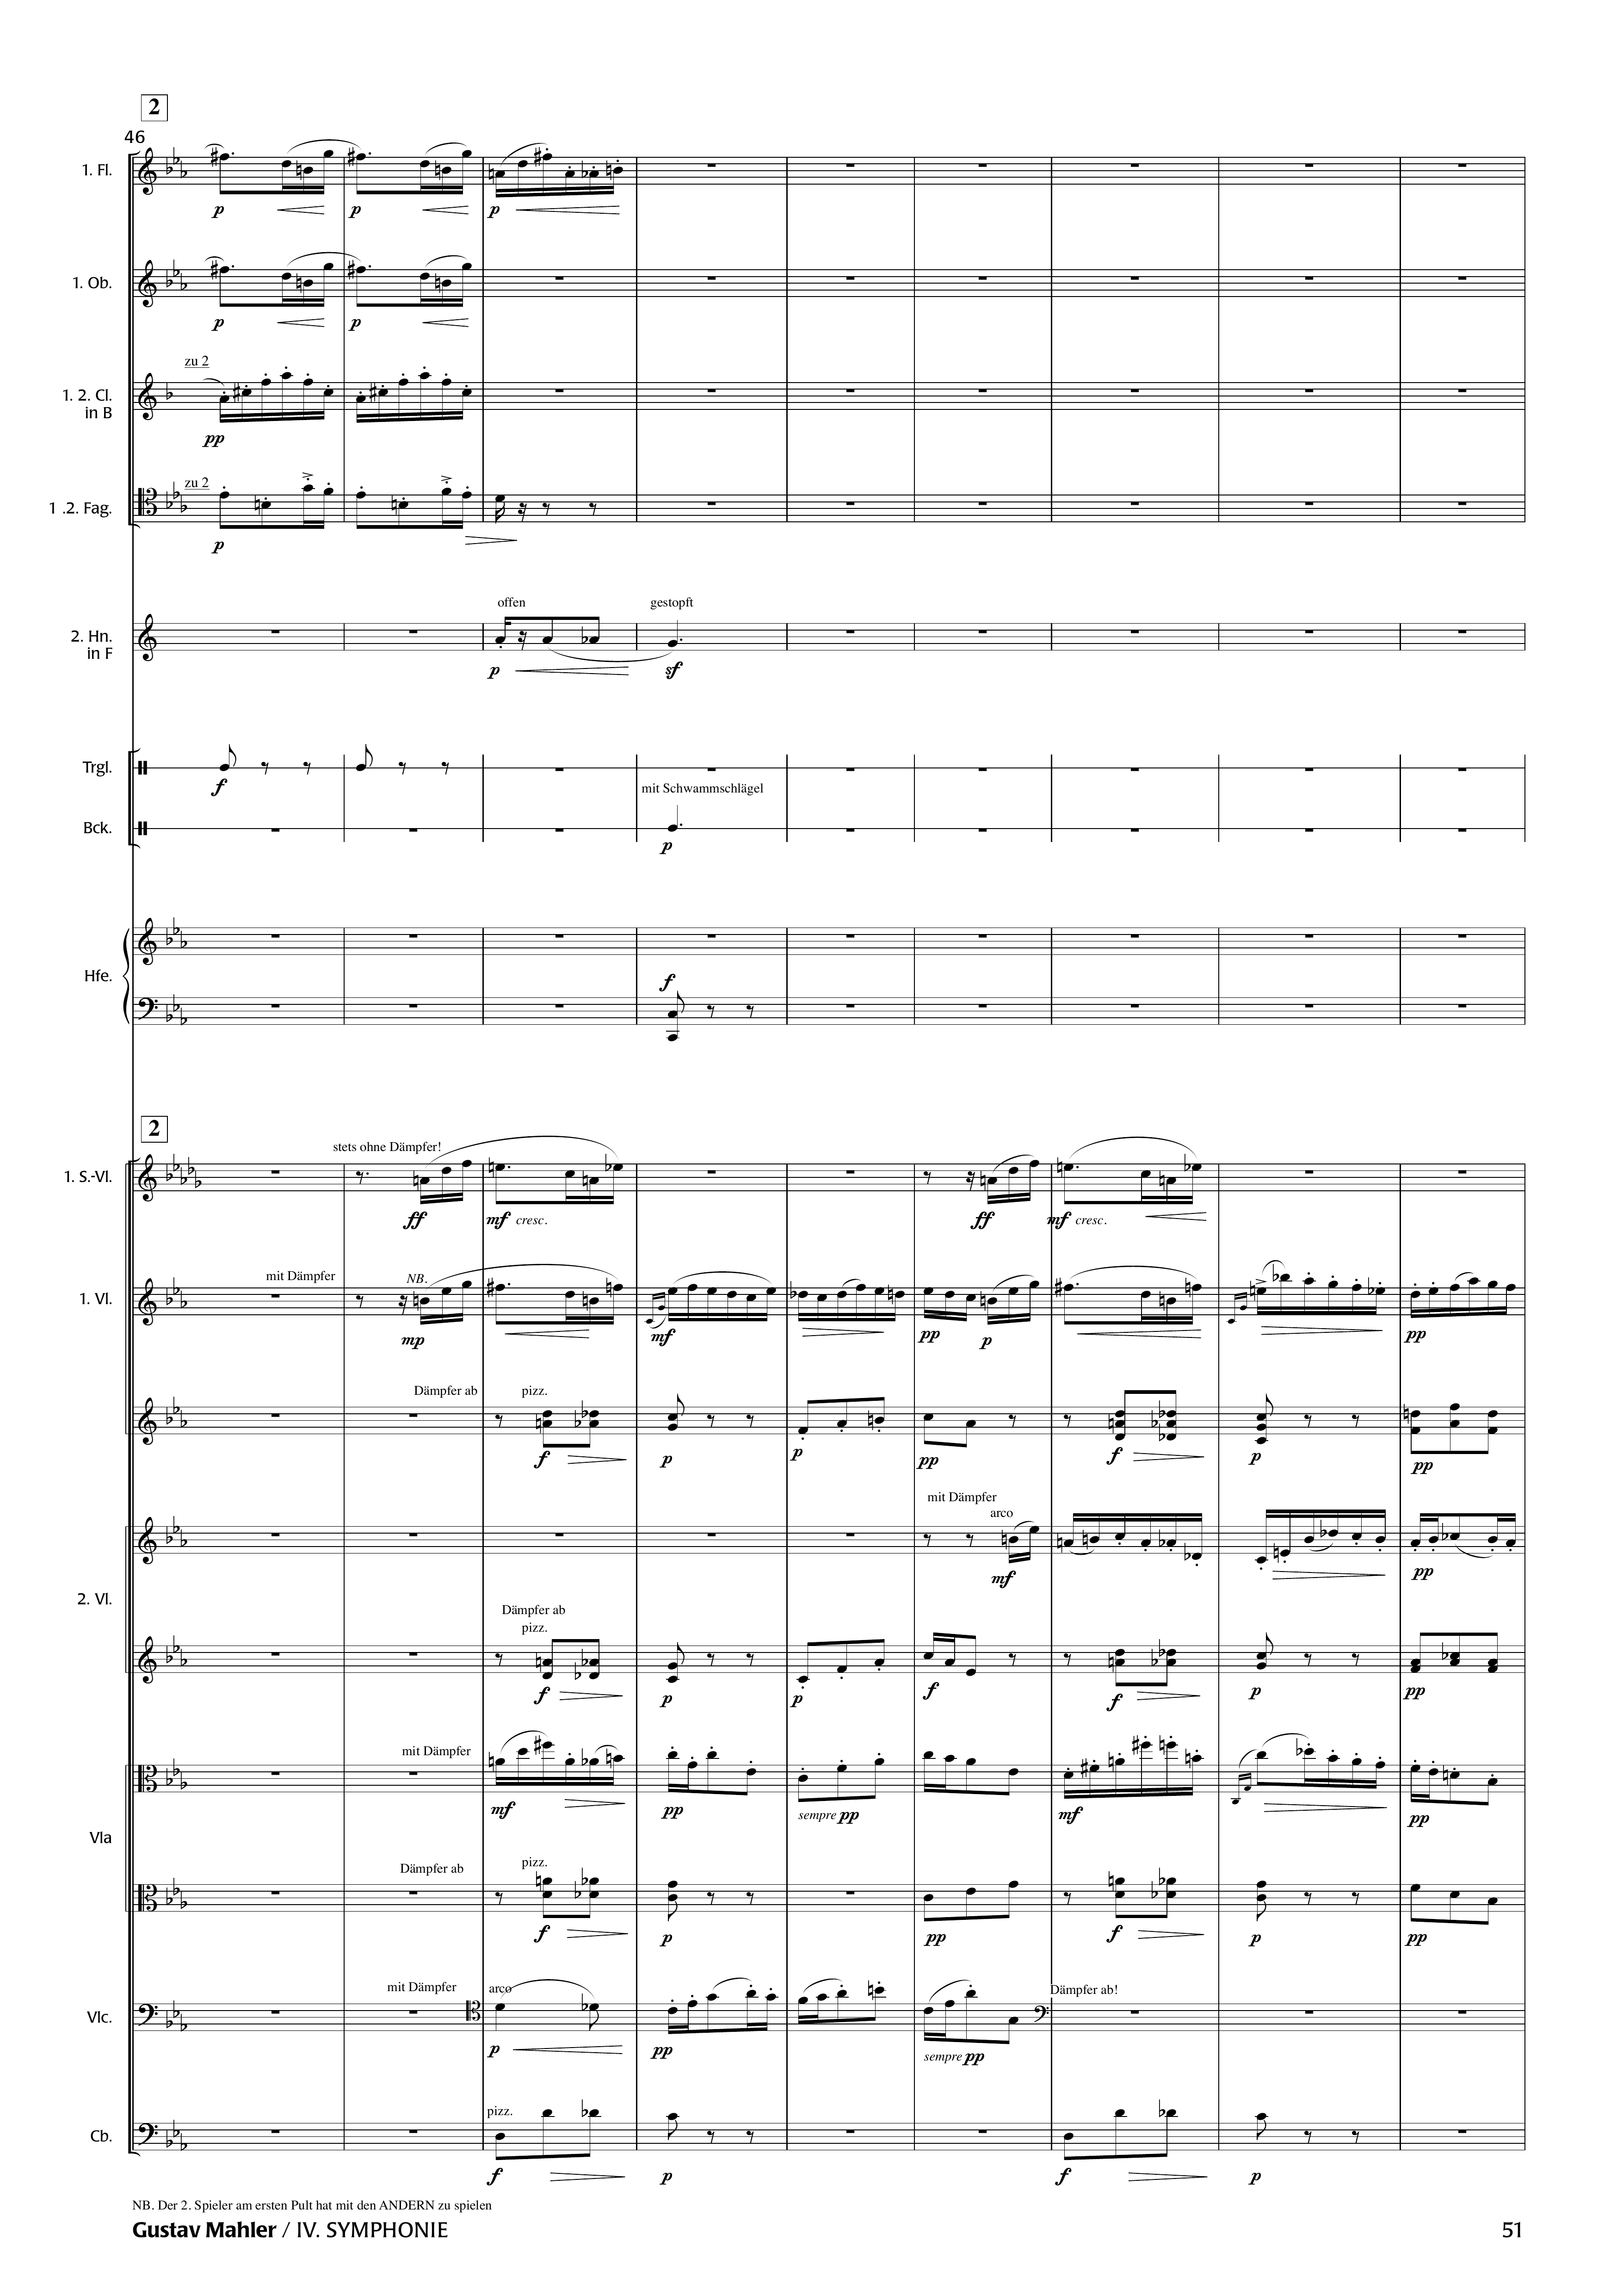 2
46
1. Fl.
p p p
1. Ob.
p p
zu 2
1. 2. Cl.
in B
pp
zu 2
1 .2. Fag.
p
offen gestopft
2. Hn.
in F
p sf
Trgl.
f
mit Schwammschlägel
Bck.
p
Hfe.
f
2
stets ohne Dämpfer!
1. S.-Vl.
ff mf cresc. ff mf cresc.
mit Dämpfer NB.
1. Vl.
mp mf pp p pp
Dämpfer ab pizz.
f p p pp f p pp
mit Dämpfer
arco
mf pp
2. Vl.
Dämpfer ab
pizz.
f p p f f p pp
mit Dämpfer
mf pp sempre pp mf pp
Vla
Dämpfer ab pizz.
f p pp f p pp
mit Dämpfer arco Dämpfer ab!
Vlc.
p pp sempre pp
pizz.
Cb.
f p f p
NB. Der 2. Spieler am ersten Pult hat mit den ANDERN zu spielen
Gustav Mahler / IV. SYMPHONIE 51